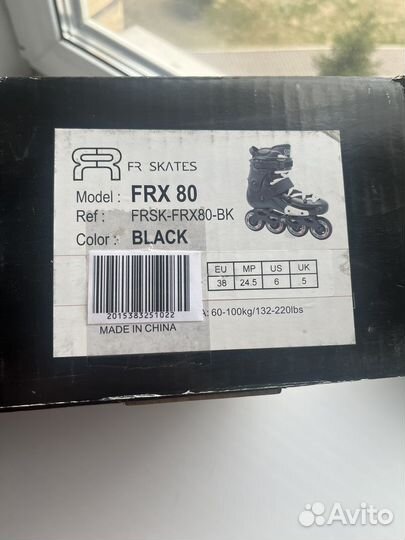 FR SKATES
Model : FRX 80
Ref : FRSK-FRX80-BK
Color : BLACK
EU MP US UK
38 24.5 6 5
A: 60-100kg/132-220lbs
2015383251022
MADE IN CHINA
Avito